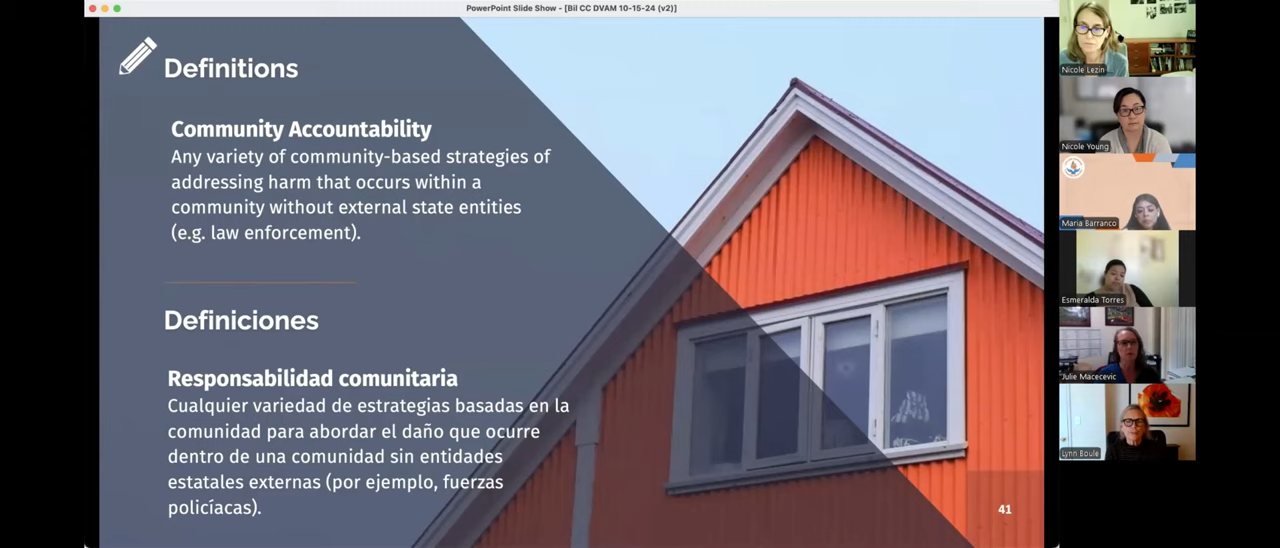 PowerPoint Slide Show - [Bil CC DVAM 10-15-24 (v2)]
Definitions
Community Accountability
Any variety of community-based strategies of
addressing harm that occurs within a
community without external state entities
(e.g. law enforcement).
Definiciones
Responsabilidad comunitaria
Cualquier variedad de estrategias basadas en la
comunidad para abordar el daño que ocurre
dentro de una comunidad sin entidades
estatales externas (por ejemplo, fuerzas
policíacas).
41
Nicole Lezin
Nicole Young
Maria Barranco
Esmeralda Torres
Julie Macecevic
Lynn Boule